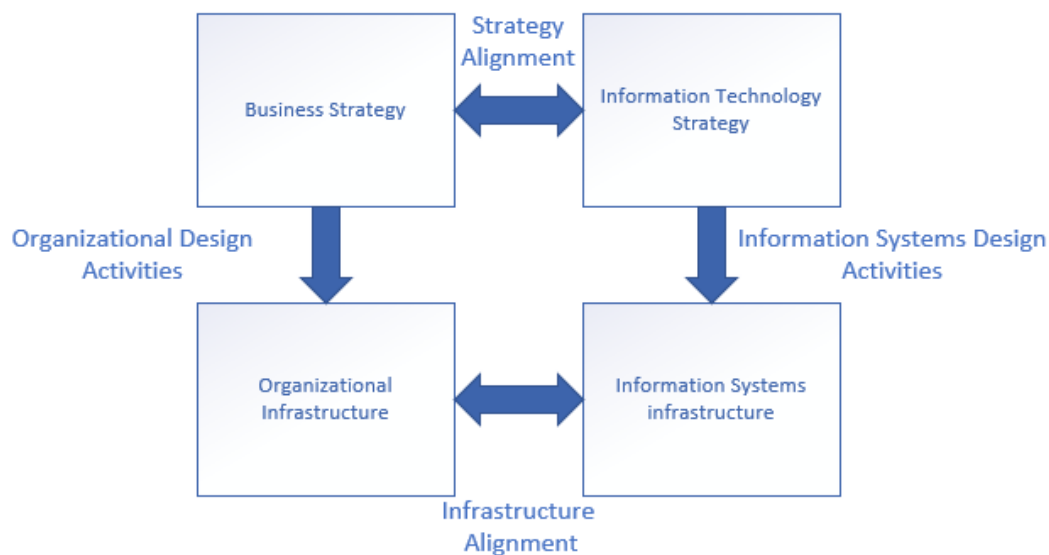 Strategy
Alignment
Business Strategy
Information Technology
Strategy
Organizational Design
Activities
Information Systems Design
Activities
Organizational
Infrastructure
Information Systems
infrastructure
Infrastructure
Alignment